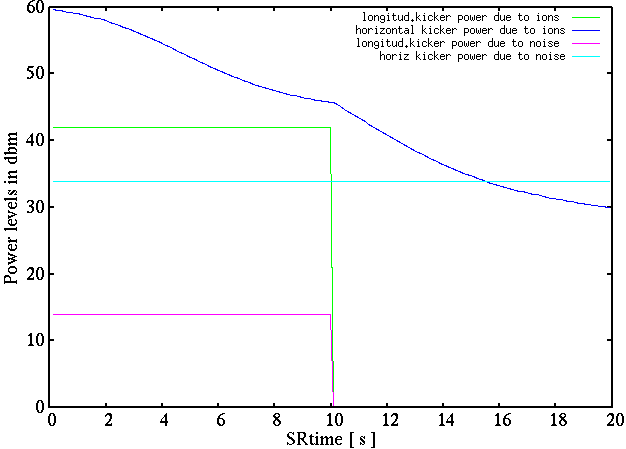 60
longitud.kicker power due to ions
horizontal kicker power due to ions
longitud.kicker power due to noise
horiz kicker power due to noise
50
40
30
20
10
0
Power levels in dbm
0 2 4 6 8 10 12 14 16 18 20
SRtime [ s ]